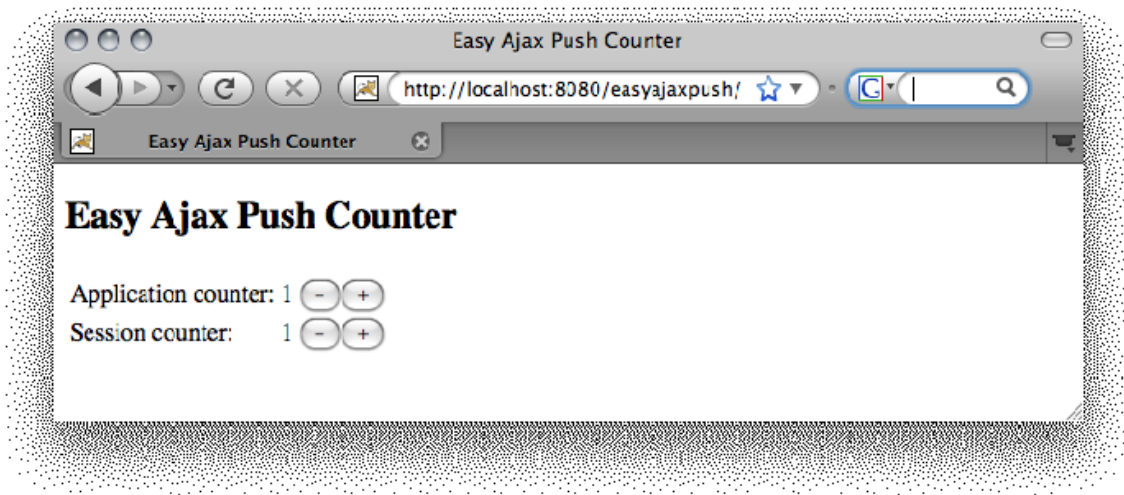 Easy Ajax Push Counter
http://localhost:8080/easyajaxpush/
G
Easy Ajax Push Counter
Easy Ajax Push Counter
Application counter: 1 - +
Session counter: 1 - +